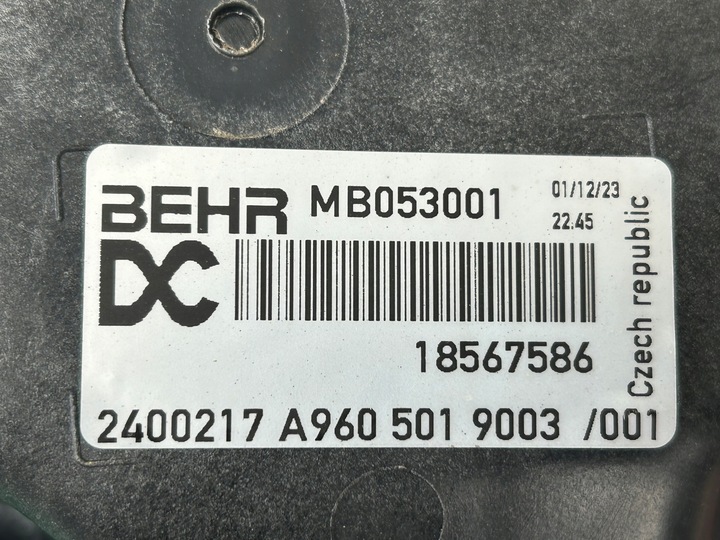 BEHR MB053001 01/12/23
22:45
DC
18567586
2400217 A960 501 9003 /001
Czech republic